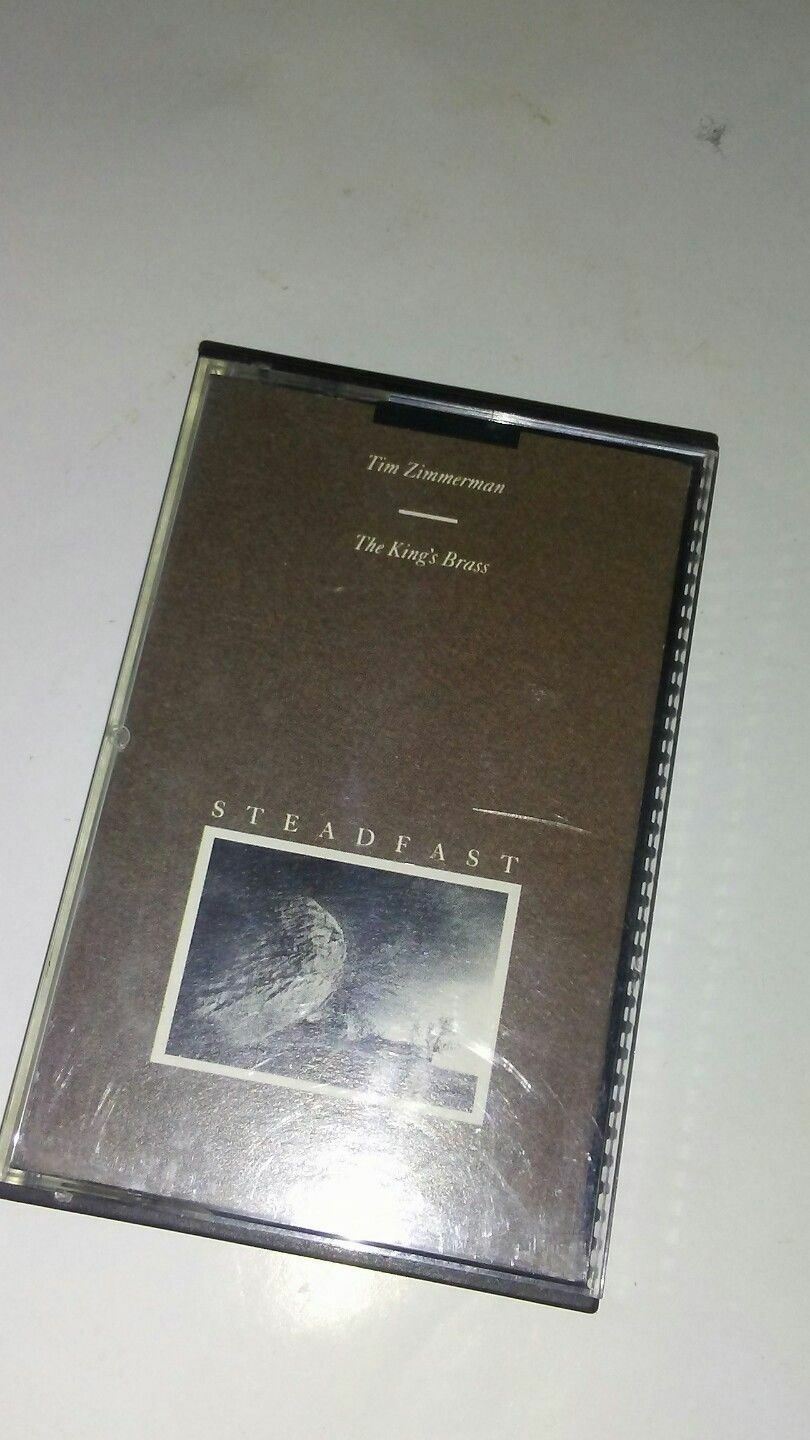 Tim Zimmerman
The King's Brass
STEADFAST